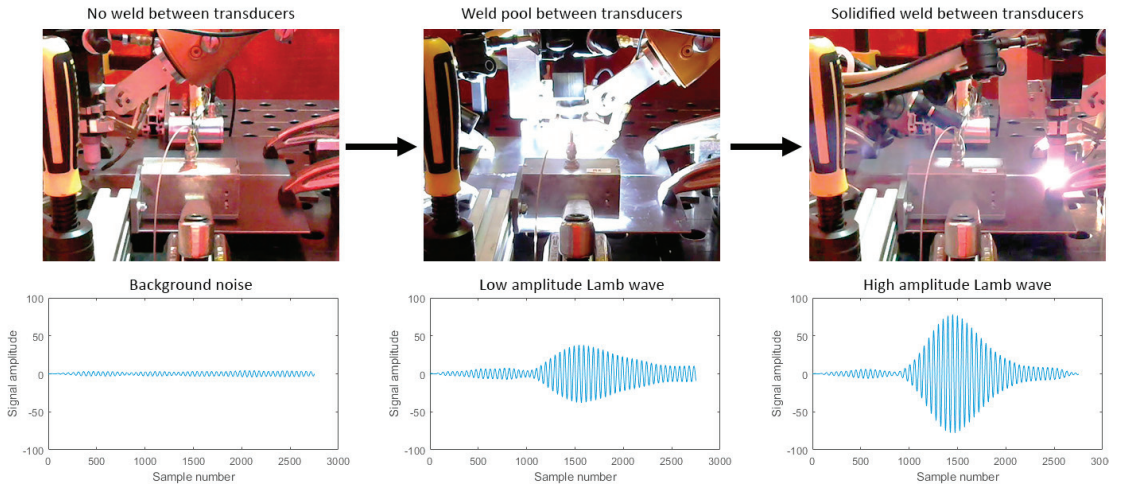 No weld between transducers
Weld pool between transducers
Solidified weld between transducers
Background noise
Low amplitude Lamb wave
High amplitude Lamb wave
Signal amplitude
100
50
0
-50
-100
0 500 1000 1500 2000 2500 3000
Sample number
Signal amplitude
100
50
0
-50
-100
0 500 1000 1500 2000 2500 3000
Sample number
Signal amplitude
100
50
0
-50
-100
0 500 1000 1500 2000 2500 3000
Sample number